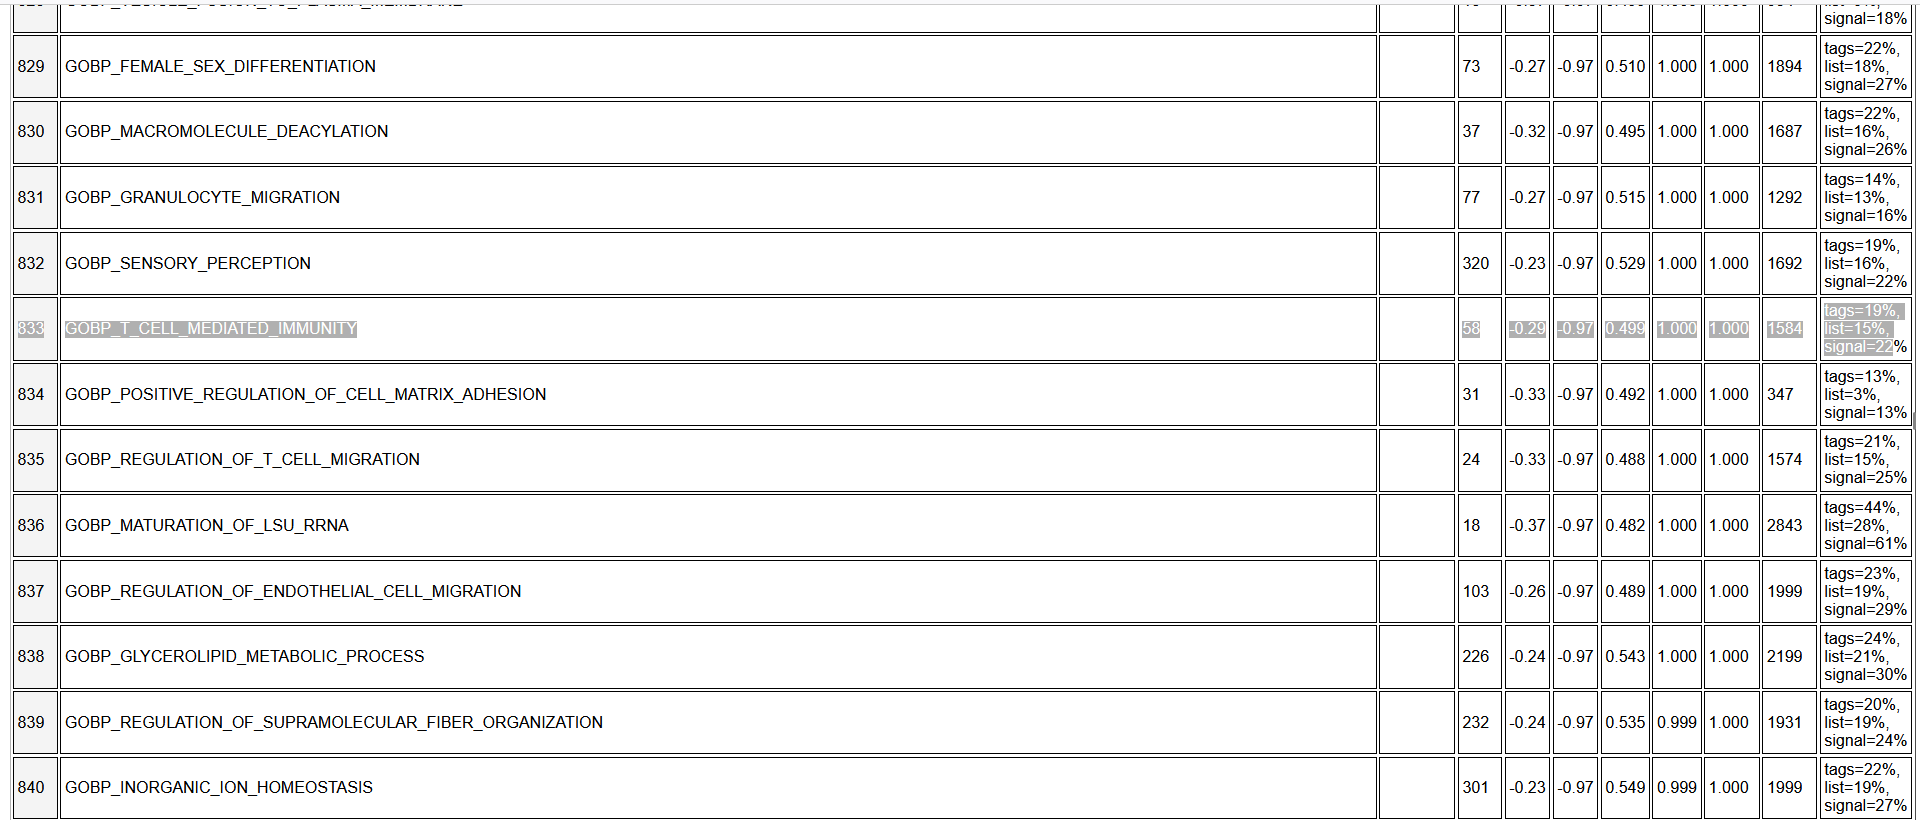 signal=18%
829 GOBP_FEMALE_SEX_DIFFERENTIATION 73 -0.27 -0.97 0.510 1.000 1.000 1894 tags=22%,
list=18%,
signal=27%
830 GOBP_MACROMOLECULE_DEACYLATION 37 -0.32 -0.97 0.495 1.000 1.000 1687 tags=22%,
list=16%,
signal=26%
831 GOBP_GRANULOCYTE_MIGRATION 77 -0.27 -0.97 0.515 1.000 1.000 1292 tags=14%,
list=13%,
signal=16%
832 GOBP_SENSORY_PERCEPTION 320 -0.23 -0.97 0.529 1.000 1.000 1692 tags=19%,
list=16%,
signal=22%
833 GOBP_T_CELL_MEDIATED_IMMUNITY 58 -0.29 -0.97 0.499 1.000 1.000 1584 tags=19%,
list=15%,
signal=22%
834 GOBP_POSITIVE_REGULATION_OF_CELL_MATRIX_ADHESION 31 -0.33 -0.97 0.492 1.000 1.000 347 tags=13%,
list=3%,
signal=13%
835 GOBP_REGULATION_OF_T_CELL_MIGRATION 24 -0.33 -0.97 0.488 1.000 1.000 1574 tags=21%,
list=15%,
signal=25%
836 GOBP_MATURATION_OF_LSU_RRNA 18 -0.37 -0.97 0.482 1.000 1.000 2843 tags=44%,
list=28%,
signal=61%
837 GOBP_REGULATION_OF_ENDOTHELIAL_CELL_MIGRATION 103 -0.26 -0.97 0.489 1.000 1.000 1999 tags=23%,
list=19%,
signal=29%
838 GOBP_GLYCEROLIPID_METABOLIC_PROCESS 226 -0.24 -0.97 0.543 1.000 1.000 2199 tags=24%,
list=21%,
signal=30%
839 GOBP_REGULATION_OF_SUPRAMOLECULAR_FIBER_ORGANIZATION 232 -0.24 -0.97 0.535 0.999 1.000 1931 tags=20%,
list=19%,
signal=24%
840 GOBP_INORGANIC_ION_HOMEOSTASIS 301 -0.23 -0.97 0.549 0.999 1.000 1999 tags=22%,
list=19%,
signal=27%